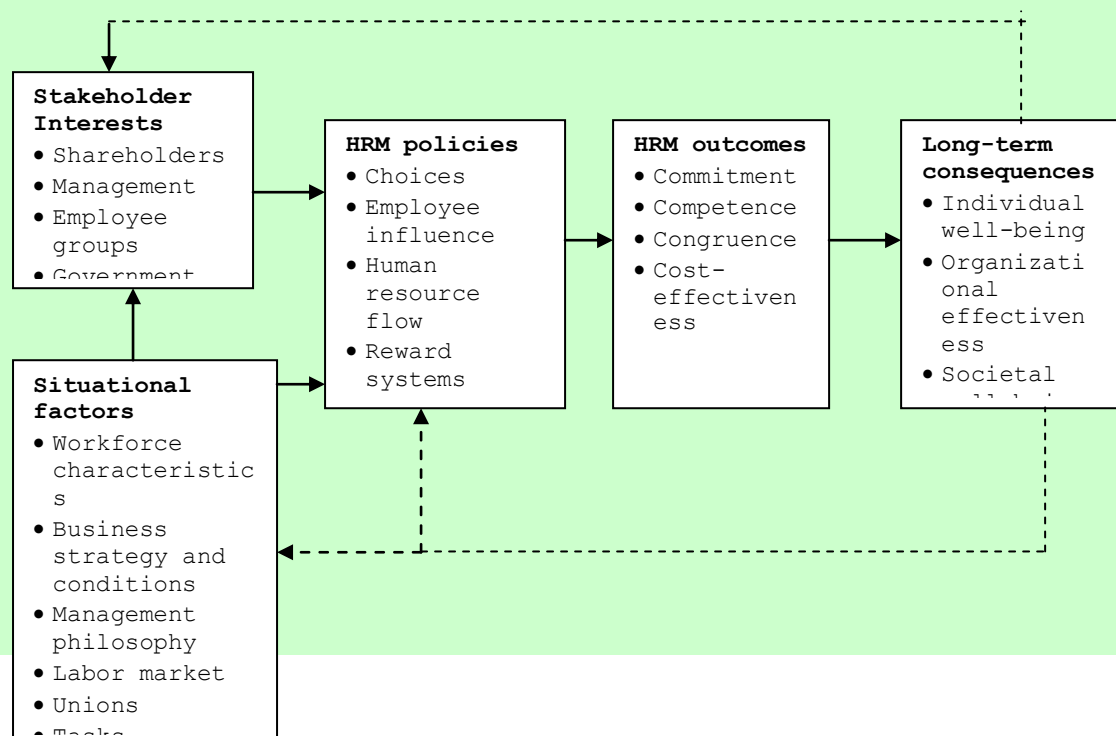 Stakeholder
Interests
• Shareholders
• Management
• Employee
groups
• Government
HRM policies
• Choices
• Employee
influence
• Human
resource
flow
• Reward
systems
HRM outcomes
• Commitment
• Competence
• Congruence
• Cost-
effectiven
ess
Long-term
consequences
• Individual
well-being
• Organizati
onal
effectiven
ess
• Societal
Situational
factors
• Workforce
characteristic
s
• Business
strategy and
conditions
• Management
philosophy
• Labor market
• Unions
• Tasks